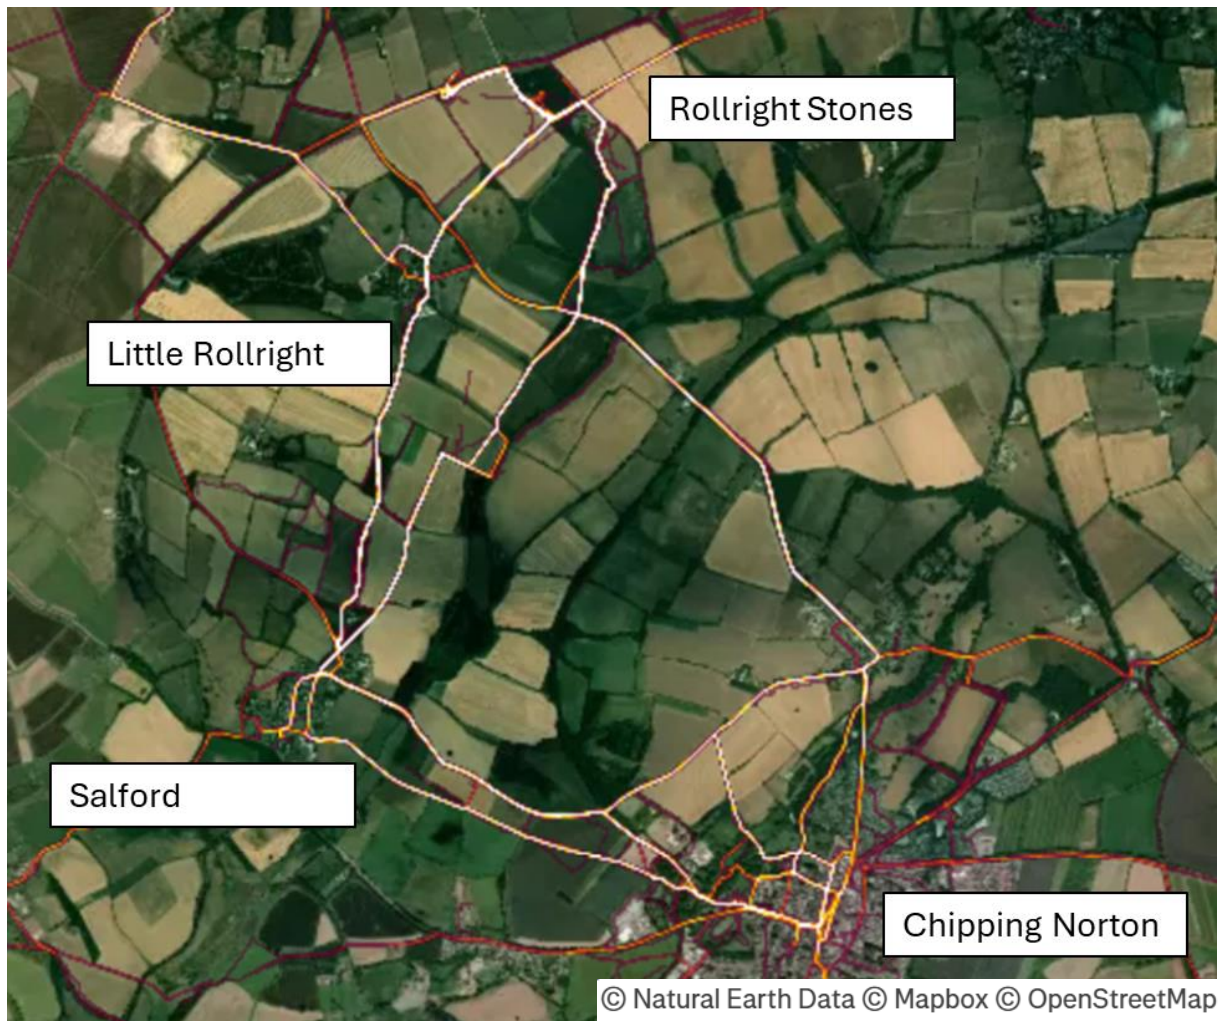 Rollright Stones
Little Rollright
Salford
Chipping Norton
© Natural Earth Data © Mapbox © OpenStreetMap